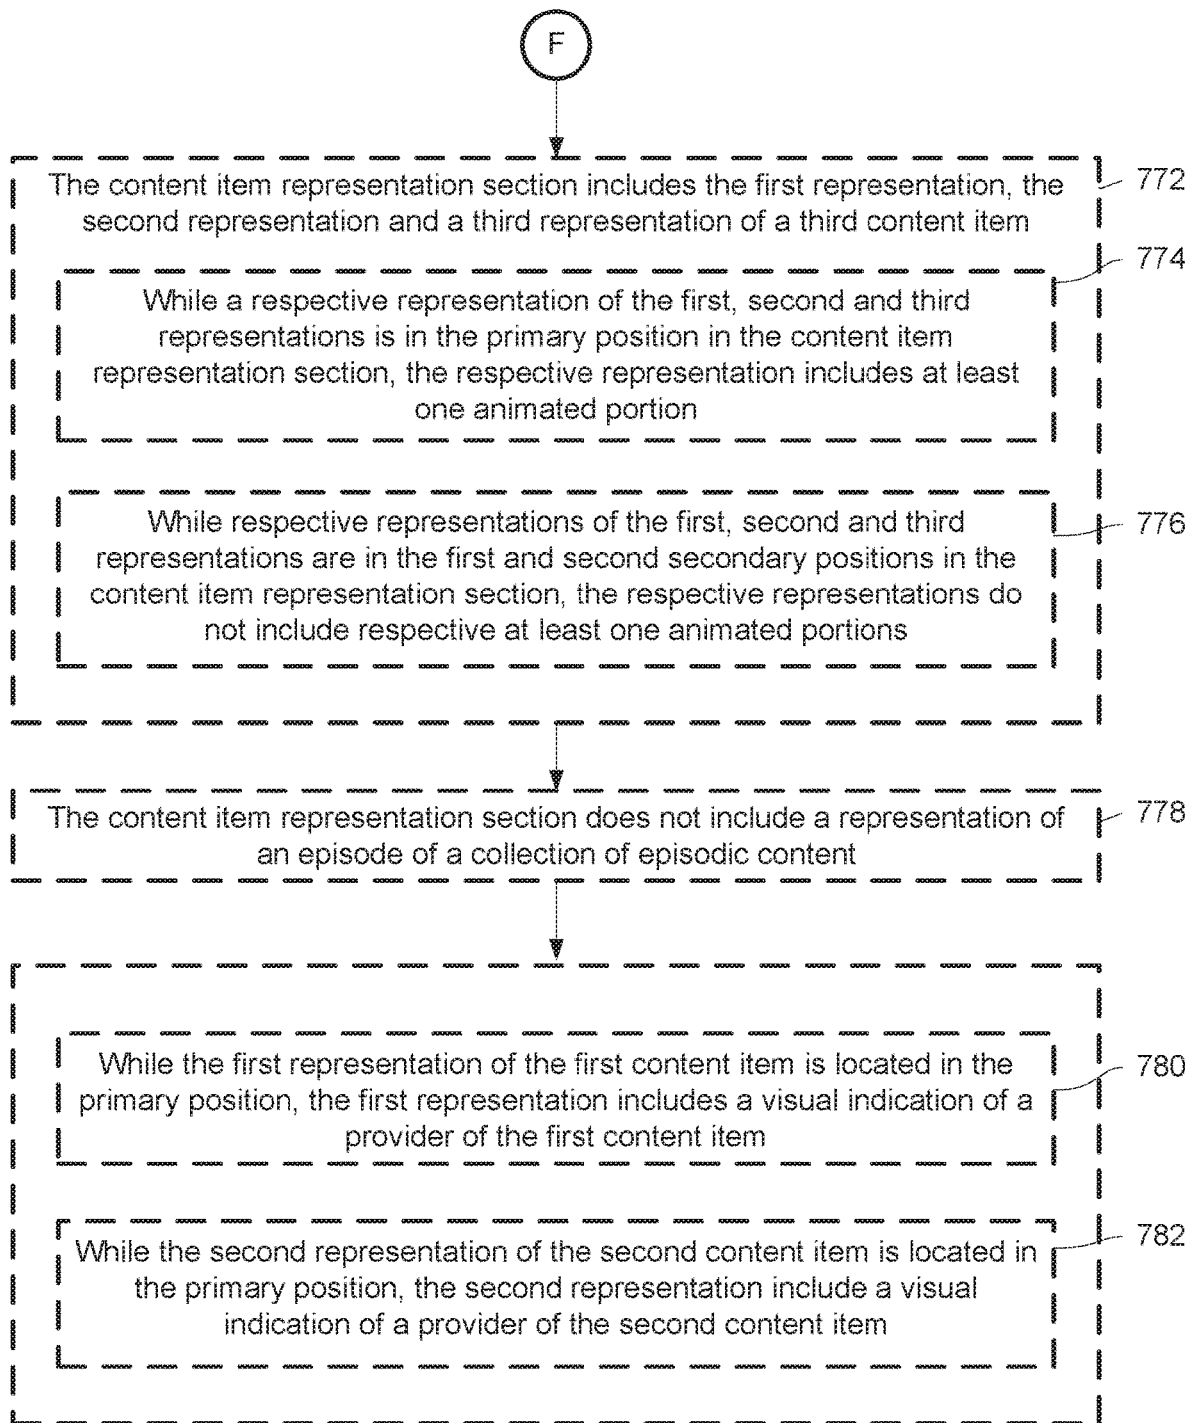 F
The content item representation section includes the first representation, the
second representation and a third representation of a third content item
772
774
While a respective representation of the first, second and third
representations is in the primary position in the content item
representation section, the respective representation includes at least
one animated portion
While respective representations of the first, second and third
representations are in the first and second secondary positions in the
content item representation section, the respective representations do
not include respective at least one animated portions
776
The content item representation section does not include a representation of
an episode of a collection of episodic content
778
While the first representation of the first content item is located in the
primary position, the first representation includes a visual indication of a
provider of the first content item
780
While the second representation of the second content item is located in
the primary position, the second representation include a visual
indication of a provider of the second content item
782